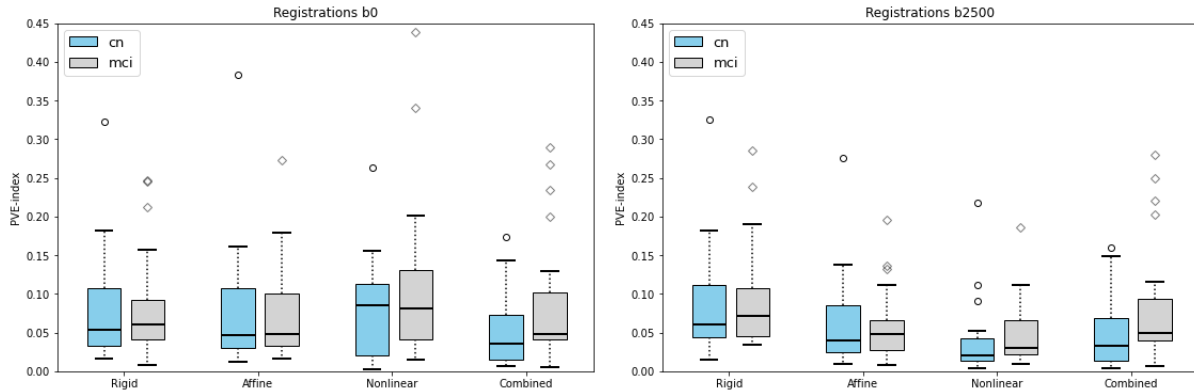 Registrations b0
0.45
0.40
0.35
0.30
0.25
0.20
0.15
0.10
0.05
0.00
PVE-index
cn
mci
Rigid
Affine
Nonlinear
Combined
Registrations b2500
0.45
0.40
0.35
0.30
0.25
0.20
0.15
0.10
0.05
0.00
PVE-index
cn
mci
Rigid
Affine
Nonlinear
Combined